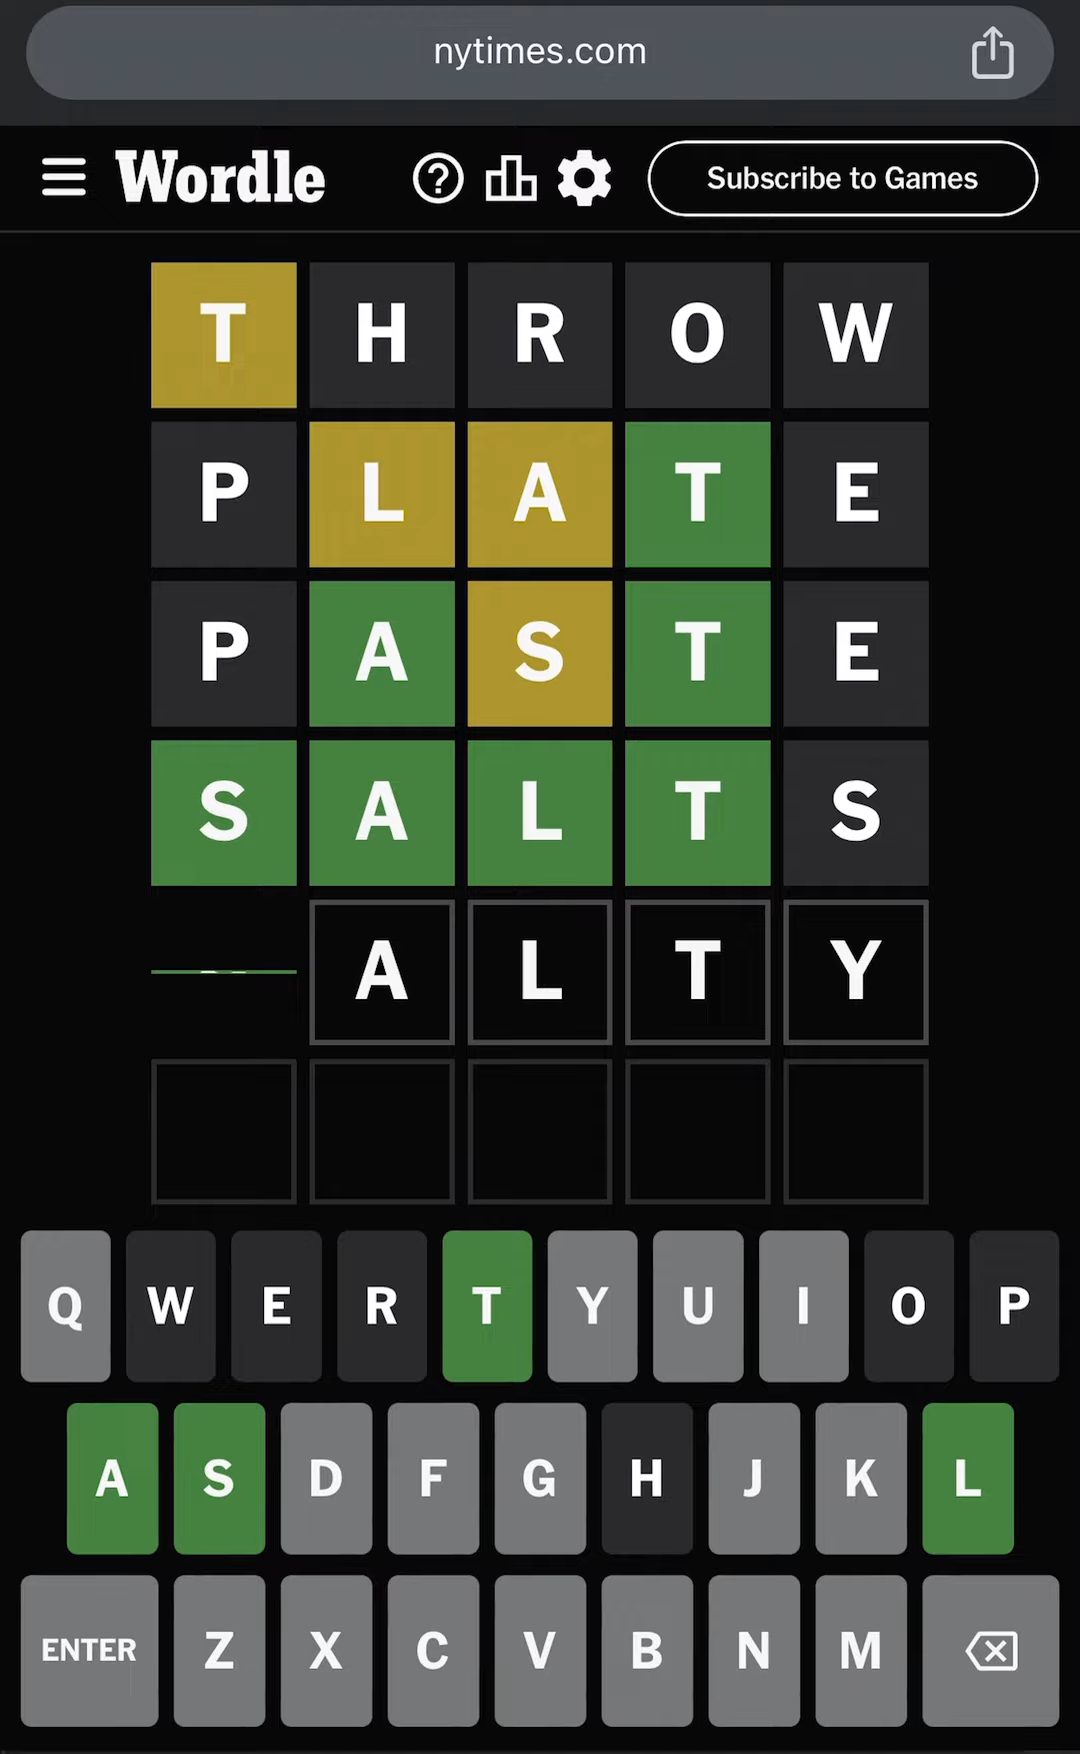 nytimes.com
Wordle ? Subscribe to Games
T H R O W
P L A T E
P A S T E
S A L T S
A L T Y
Q W E R T Y U I O P
A S D F G H J K L
ENTER Z X C V B N M